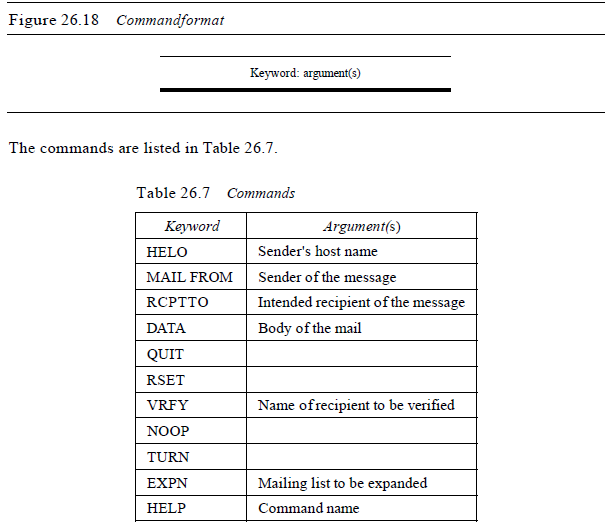 Figure 26.18 Commandformat
Keyword: argument(s)
The commands are listed in Table 26.7.
Table 26.7 Commands
Keyword Argument(s)
HELO Sender's host name
MAIL FROM Sender of the message
RCPTTO Intended recipient of the message
DATA Body of the mail
QUIT
RSET
VRFY Name of recipient to be verified
NOOP
TURN
EXPN Mailing list to be expanded
HELP Command name